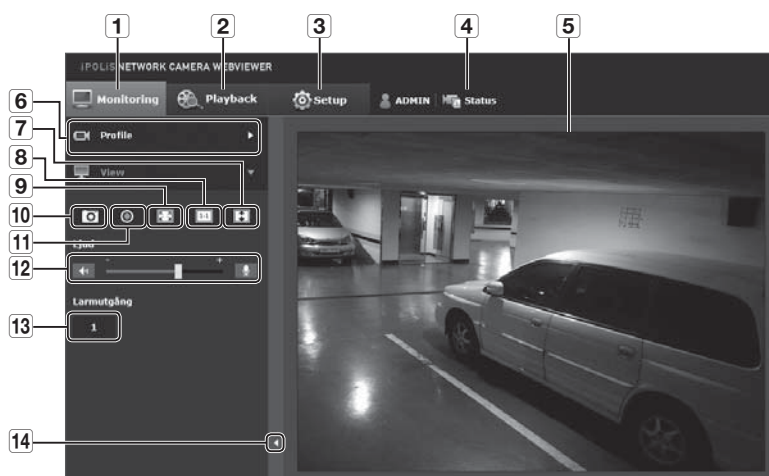 1 2 3 4 5
iPOLiS NETWORK CAMERA WEBVIEWER
Monitoring Playback Setup ADMIN Status
6 Profile
7
8 View
9
10 1:1
11
Ljud
12 - +
Larmutgång
13 1
14